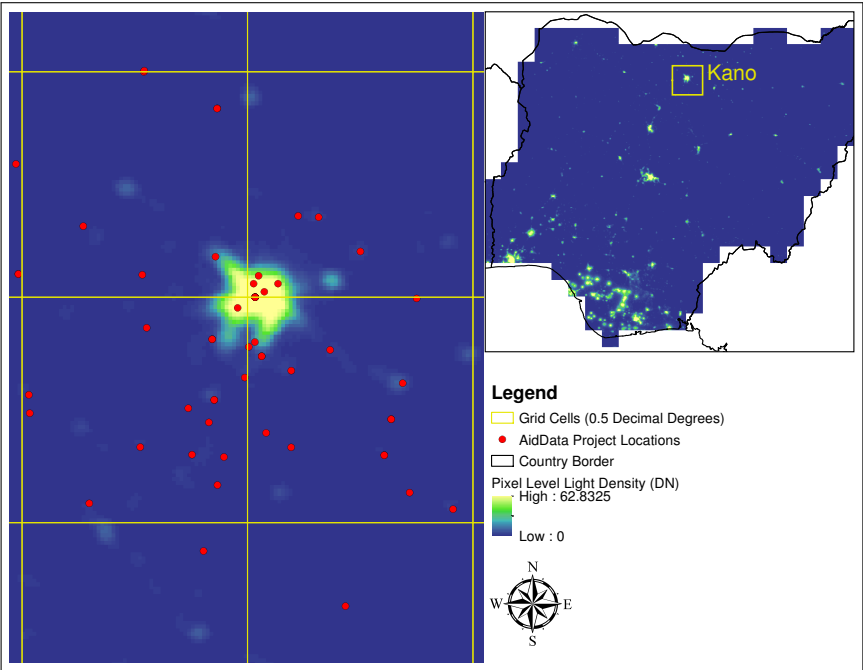 Kano
Legend
Grid Cells (0.5 Decimal Degrees)
AidData Project Locations
Country Border
Pixel Level Light Density (DN)
High : 62.8325
Low : 0
N
W E
S